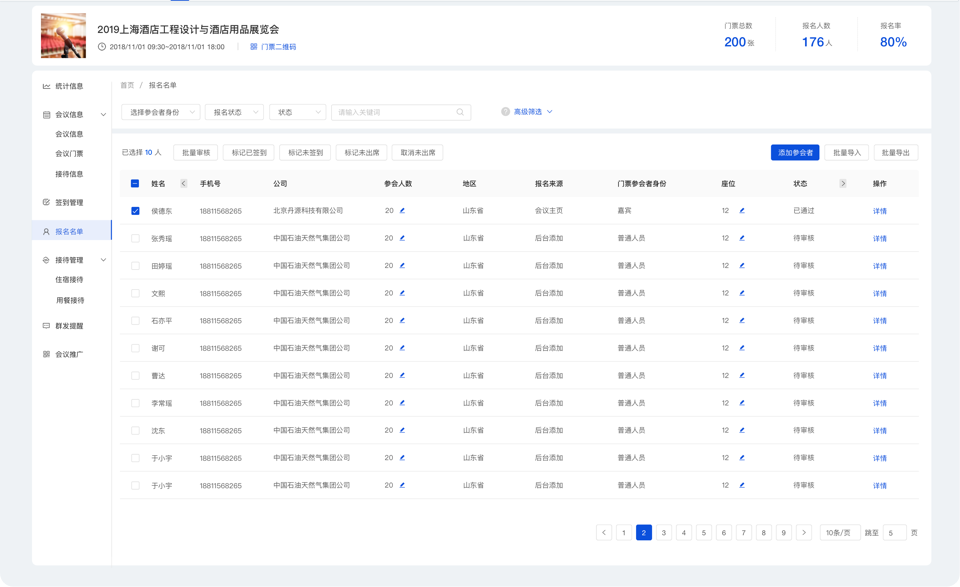 2019上海酒店工程设计与酒店用品展览会
2018/11/01 09:30~2018/11/01 18:00 门票二维码
门票总数 报名人数 报名率
200张 176人 80%
统计信息
会议信息
会议信息
会议门票
接待信息
签到管理
报名名单
接待管理
住宿接待
用餐接待
群发提醒
会议推广
首页 / 报名名单
选择参会者身份 报名状态 状态 请输入关键词 ? 高级筛选
已选择 10 人 批量审核 标记已签到 标记未签到 标记未出席 取消未出席 添加参会者 批量导入 批量导出
姓名 手机号 公司 参会人数 地区 报名来源 门票参会者身份 座位 状态 操作
侯德东 18811568265 北京丹源科技有限公司 20 山东省 会议主页 嘉宾 12 已通过 详情
张秀瑶 18811568265 中国石油天然气集团公司 20 山东省 后台添加 普通人员 12 待审核 详情
田婷瑶 18811568265 中国石油天然气集团公司 20 山东省 后台添加 普通人员 12 待审核 详情
文熙 18811568265 中国石油天然气集团公司 20 山东省 后台添加 普通人员 12 待审核 详情
石亦平 18811568265 中国石油天然气集团公司 20 山东省 后台添加 普通人员 12 待审核 详情
谢可 18811568265 中国石油天然气集团公司 20 山东省 后台添加 普通人员 12 待审核 详情
曹达 18811568265 中国石油天然气集团公司 20 山东省 后台添加 普通人员 12 待审核 详情
李常瑶 18811568265 中国石油天然气集团公司 20 山东省 后台添加 普通人员 12 待审核 详情
沈东 18811568265 中国石油天然气集团公司 20 山东省 后台添加 普通人员 12 待审核 详情
于小宇 18811568265 中国石油天然气集团公司 20 山东省 后台添加 普通人员 12 待审核 详情
于小宇 18811568265 中国石油天然气集团公司 20 山东省 后台添加 普通人员 12 待审核 详情
1 2 3 4 5 6 7 8 9 10条/页 跳至 5 页